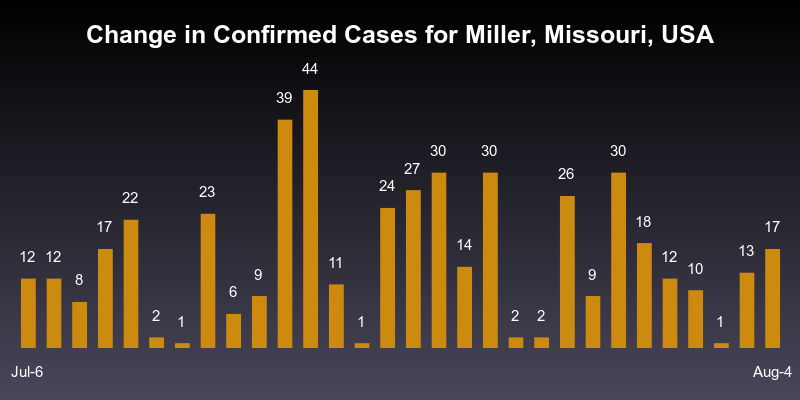 Change in Confirmed Cases for Miller, Missouri, USA
12 12 8 17 22 2 1 23 6 9 39 44 11 1 24 27 30 14 30 2 2 26 9 30 18 12 10 1 13 17
Jul-6 Aug-4